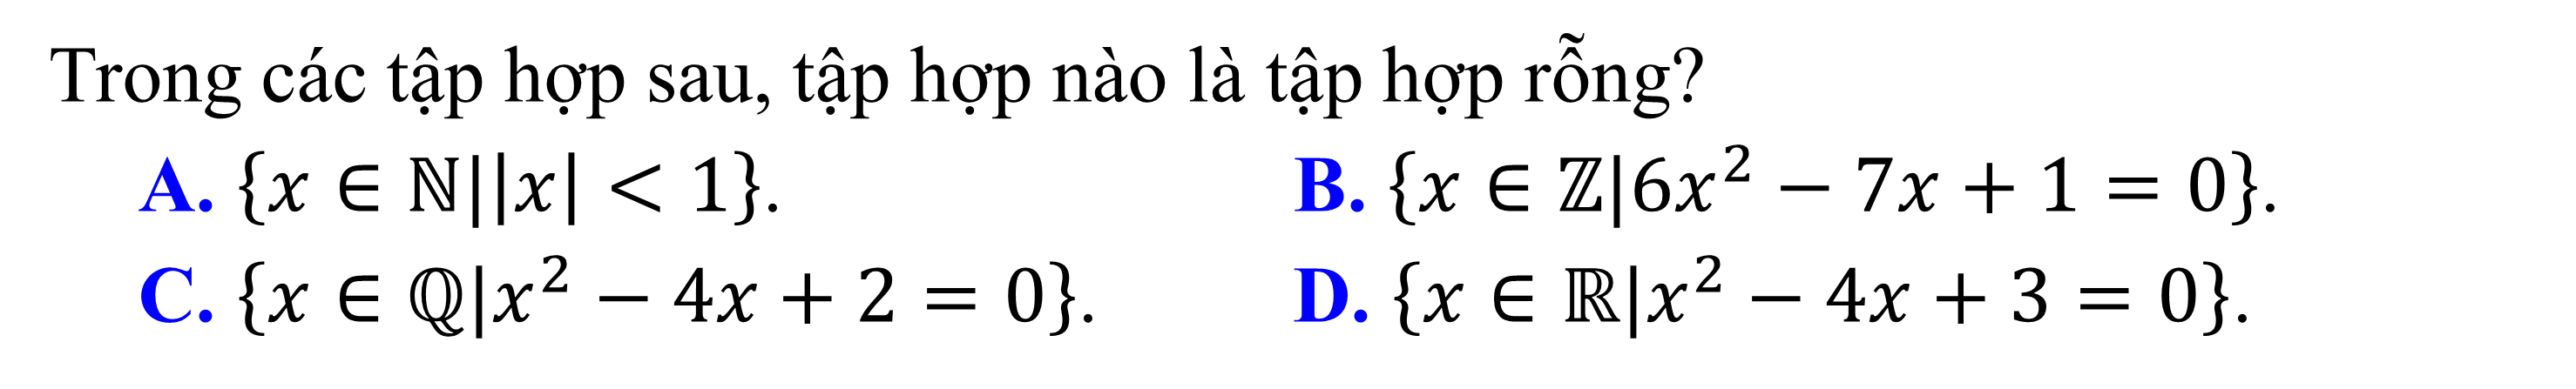 Trong các tập hợp sau, tập hợp nào là tập hợp rỗng?
A. {x ∈ ℕ||x| < 1}. B. {x ∈ ℤ|6x² − 7x + 1 = 0}.
C. {x ∈ ℚ|x² − 4x + 2 = 0}. D. {x ∈ ℝ|x² − 4x + 3 = 0}.